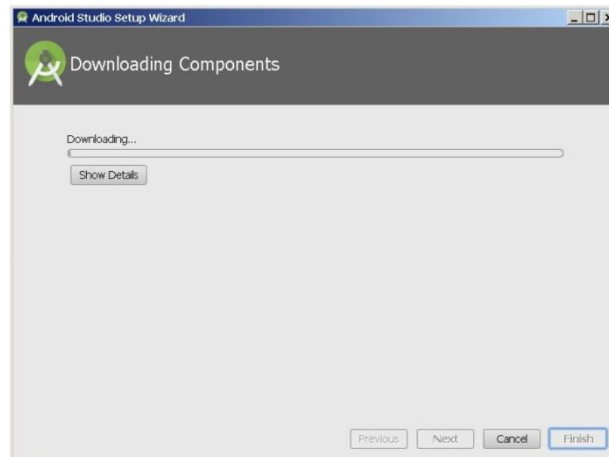 Android Studio Setup Wizard
Downloading Components
Downloading...
Show Details
Previous Next Cancel Finish